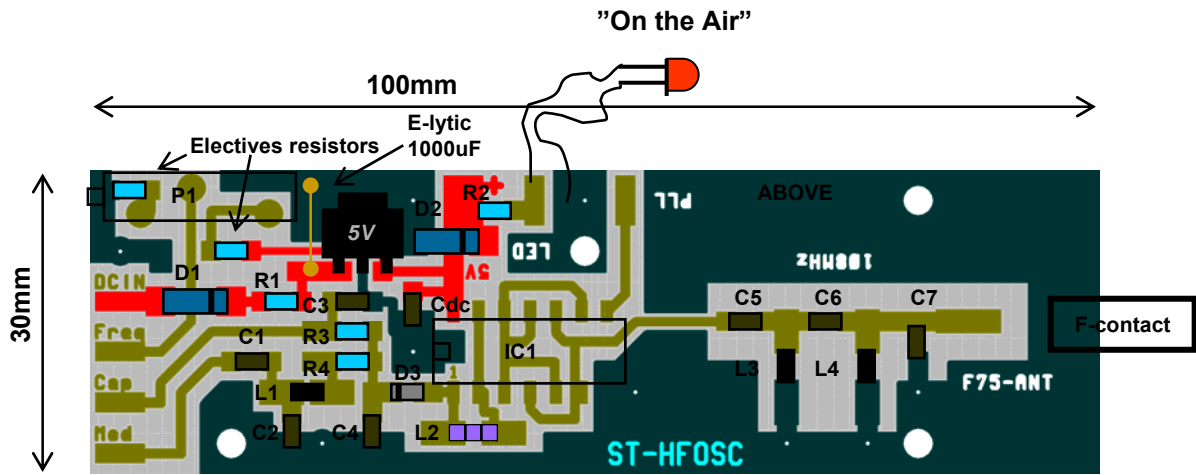 ”On the Air”
100mm
E-lytic
1000uF
Electives resistors
30mm
P1
5V
D2
R2
+
LED
5V
PLL
ABOVE
108MHz
DCIN
D1
R1
C3
Cdc
C5
C6
C7
F-contact
Freq
C1
R3
R4
IC1
Cap
L1
D3
1
L3
L4
F75-ANT
Mod
C2
C4
L2
ST-HFOSC